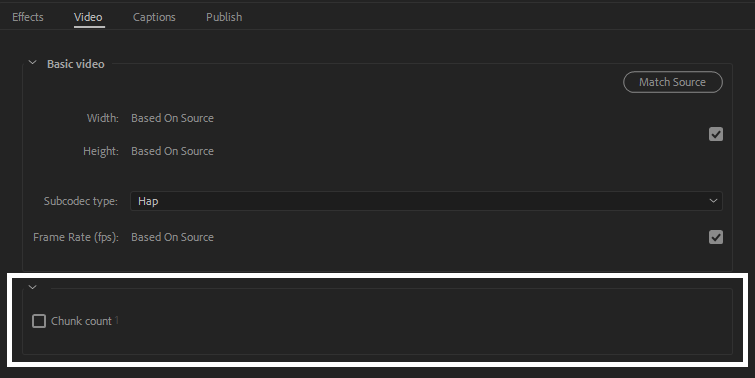 Effects Video Captions Publish
Basic video
Match Source
Width: Based On Source
Height: Based On Source
Subcodec type: Hap
Frame Rate (fps): Based On Source
Chunk count 1